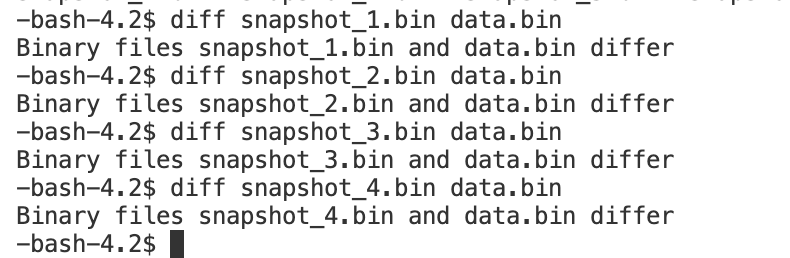 -bash-4.2$ diff snapshot_1.bin data.bin
Binary files snapshot_1.bin and data.bin differ
-bash-4.2$ diff snapshot_2.bin data.bin
Binary files snapshot_2.bin and data.bin differ
-bash-4.2$ diff snapshot_3.bin data.bin
Binary files snapshot_3.bin and data.bin differ
-bash-4.2$ diff snapshot_4.bin data.bin
Binary files snapshot_4.bin and data.bin differ
-bash-4.2$